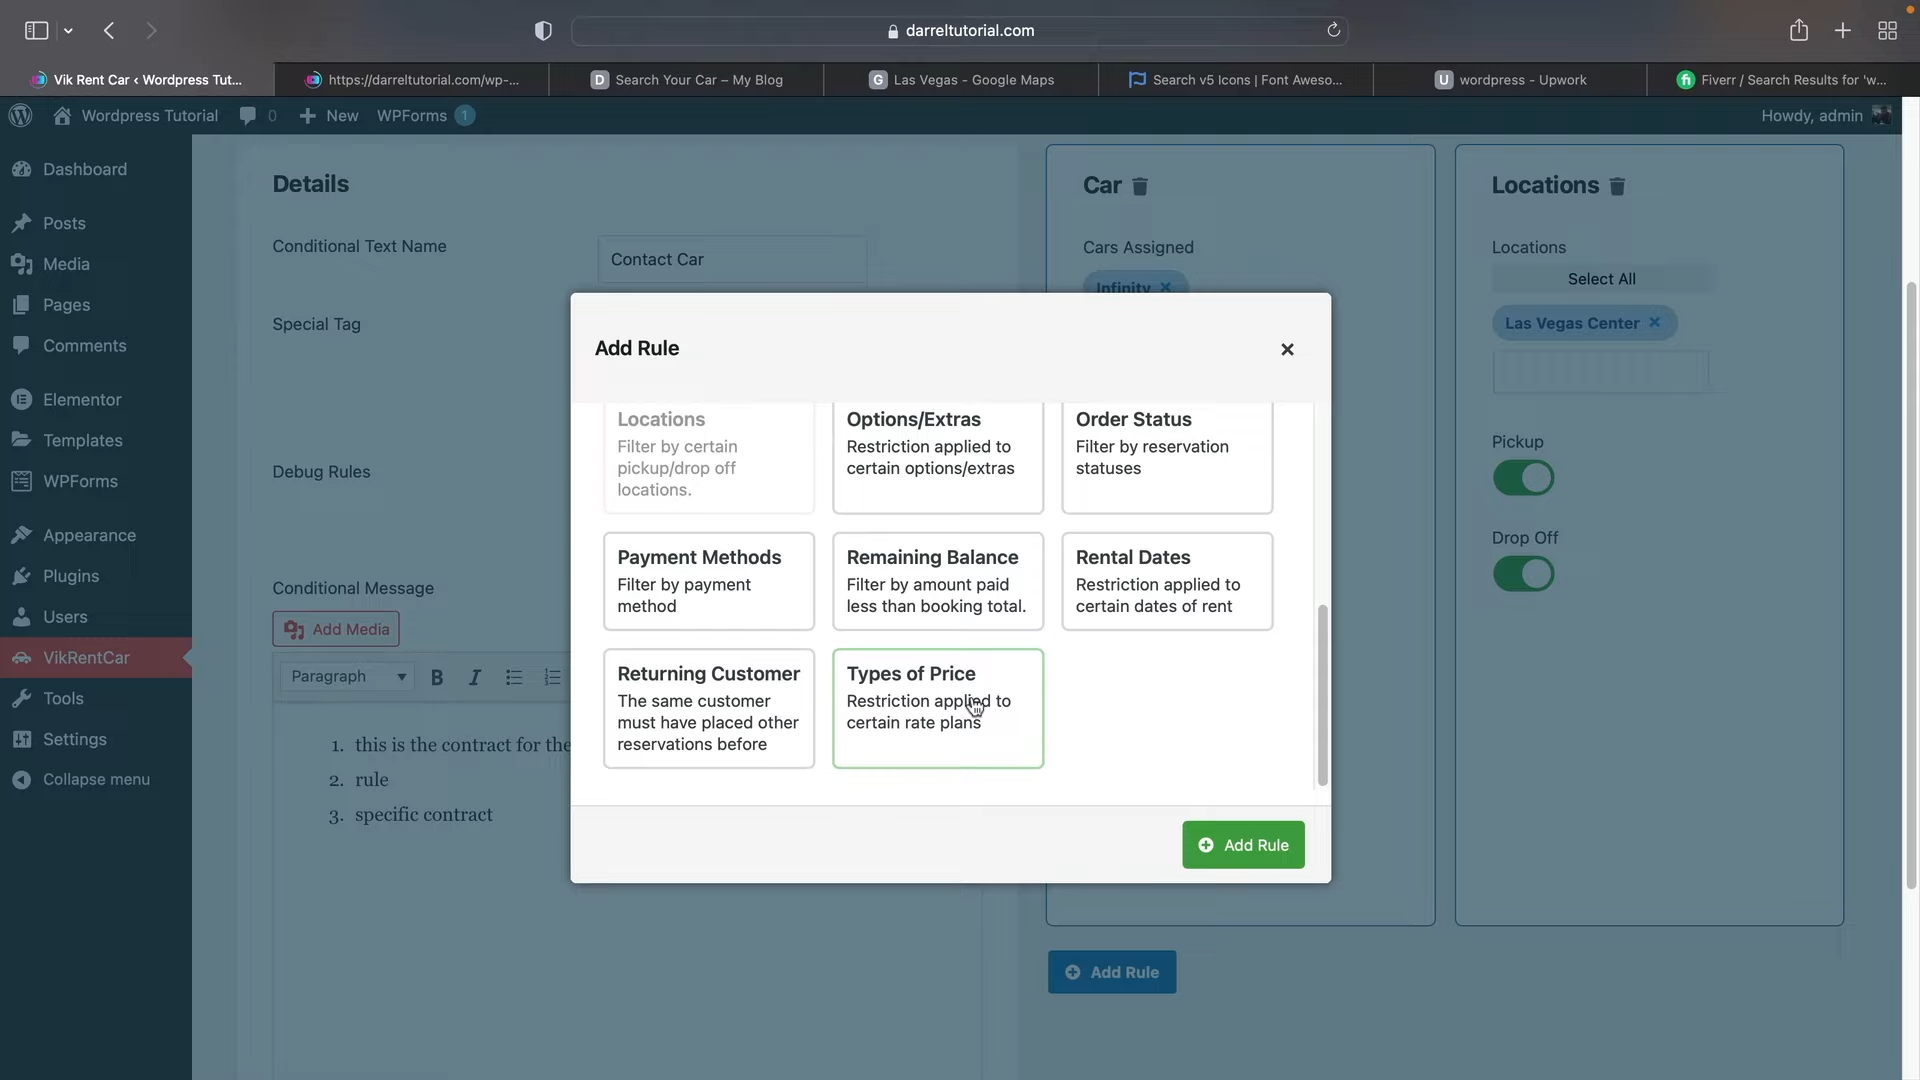 darreltutorial.com
Vik Rent Car ‹ Wordpress Tut...
https://darreltutorial.com/wp-...
D Search Your Car – My Blog
G Las Vegas - Google Maps
Search v5 Icons | Font Aweso...
U wordpress - Upwork
fi Fiverr / Search Results for 'w...
Wordpress Tutorial
0
New
WPForms 1
Howdy, admin
Dashboard
Posts
Media
Pages
Comments
Elementor
Templates
WPForms
Appearance
Plugins
Users
VikRentCar
Tools
Settings
Collapse menu
Details
Conditional Text Name
Contact Car
Special Tag
Debug Rules
Conditional Message
Add Media
Paragraph
B I
1. this is the contract for the
2. rule
3. specific contract
Car
Cars Assigned
Infinity ×
Locations
Locations
Select All
Las Vegas Center ×
Pickup
Drop Off
Add Rule
Add Rule
×
Locations
Filter by certain
pickup/drop off
locations.
Options/Extras
Restriction applied to
certain options/extras
Order Status
Filter by reservation
statuses
Payment Methods
Filter by payment
method
Remaining Balance
Filter by amount paid
less than booking total.
Rental Dates
Restriction applied to
certain dates of rent
Returning Customer
The same customer
must have placed other
reservations before
Types of Price
Restriction applied to
certain rate plans
Add Rule